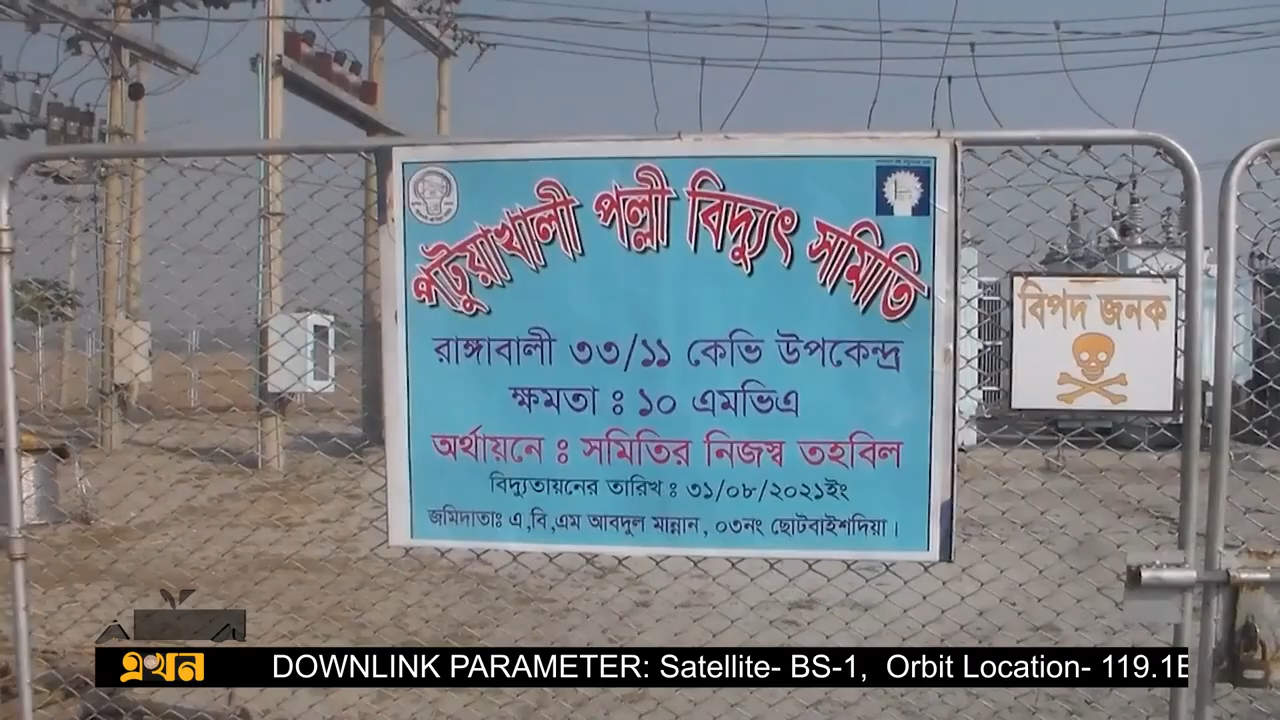 পটুয়াখালী পল্লী বিদ্যুৎ সমিতি
রাঙ্গাবালী ৩৩/১১ কেভি উপকেন্দ্র
ক্ষমতা : ১০ এমভিএ
অর্থায়নে : সমিতির নিজস্ব তহবিল
বিদ্যুতায়নের তারিখ : ৩১/০৮/২০২১ইং
জমিদাতাঃ এ,বি,এম আবদুল মান্নান , ০৩নং ছোটবাইশদিয়া।
বিপদ জনক
এখন
DOWNLINK PARAMETER: Satellite- BS-1, Orbit Location- 119.1E